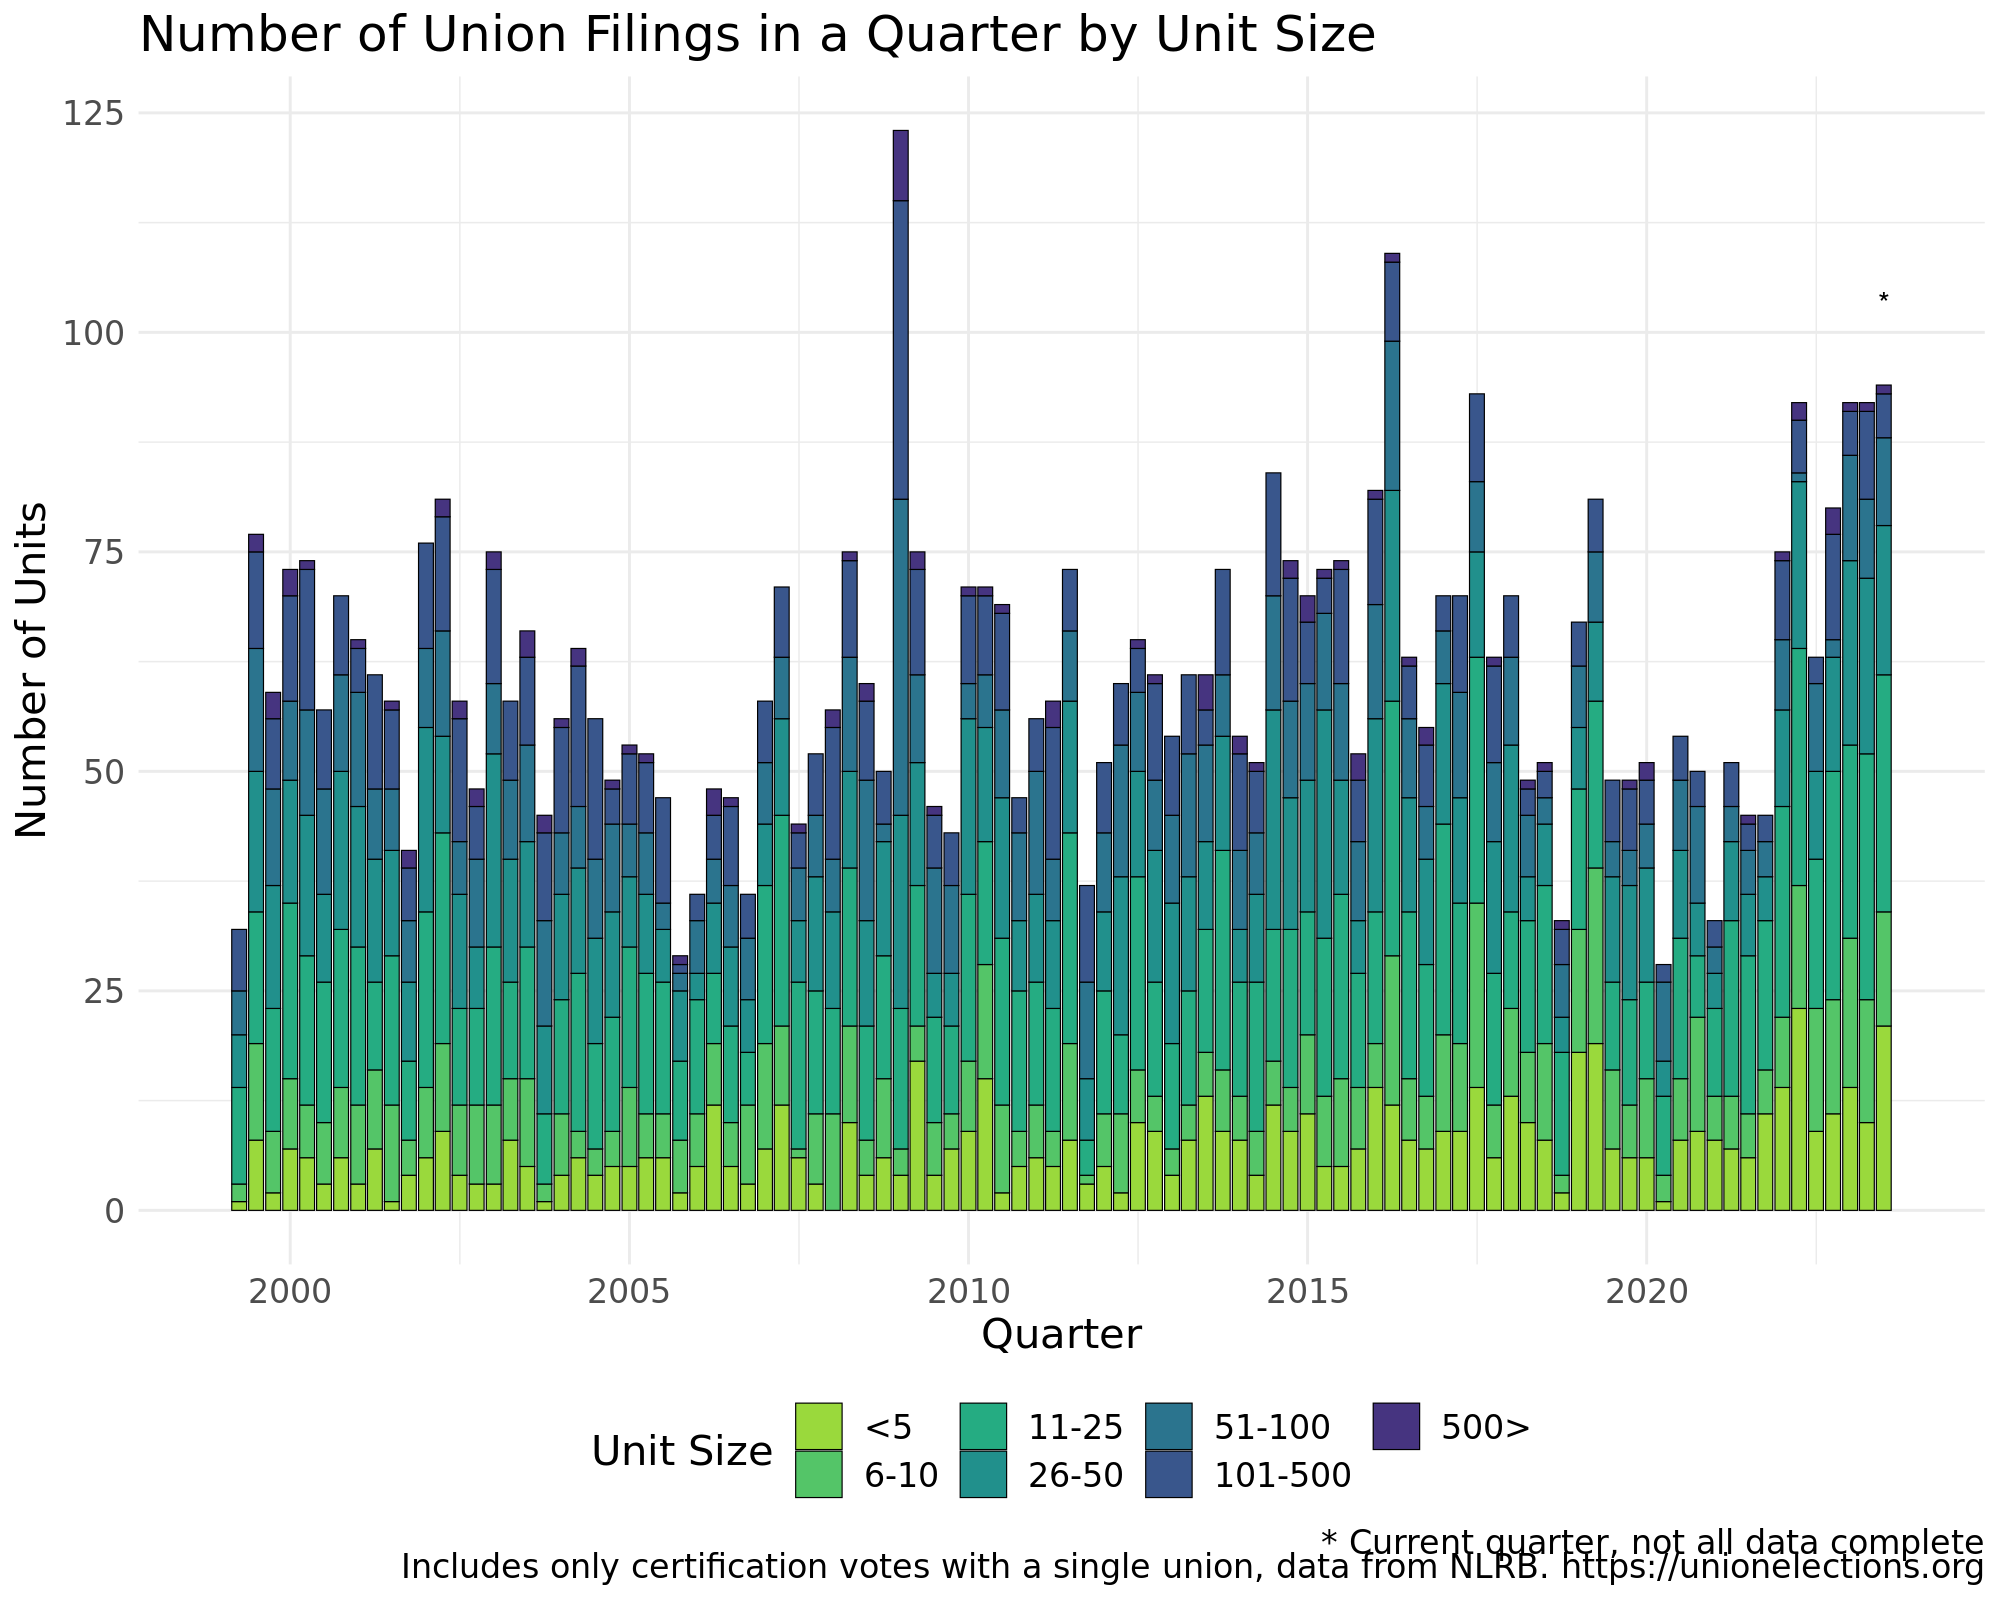 Number of Union Filings in a Quarter by Unit Size
125
100
75
50
25
0
Number of Units
*
2000 2005 2010 2015 2020
Quarter
Unit Size
<5 11-25 51-100 500>
6-10 26-50 101-500
* Current quarter, not all data complete
Includes only certification votes with a single union, data from NLRB. https://unionelections.org